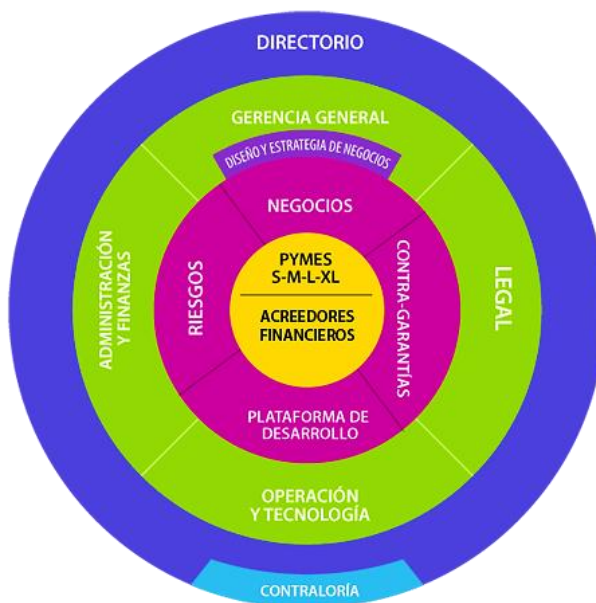 DIRECTORIO
GERENCIA GENERAL
DISEÑO Y ESTRATEGIA DE NEGOCIOS
NEGOCIOS
ADMINISTRACIÓN
Y FINANZAS
RIESGOS
PYMES
S-M-L-XL
ACREEDORES
FINANCIEROS
CONTRA-GARANTÍAS
LEGAL
PLATAFORMA DE
DESARROLLO
OPERACIÓN
Y TECNOLOGÍA
CONTRALORÍA